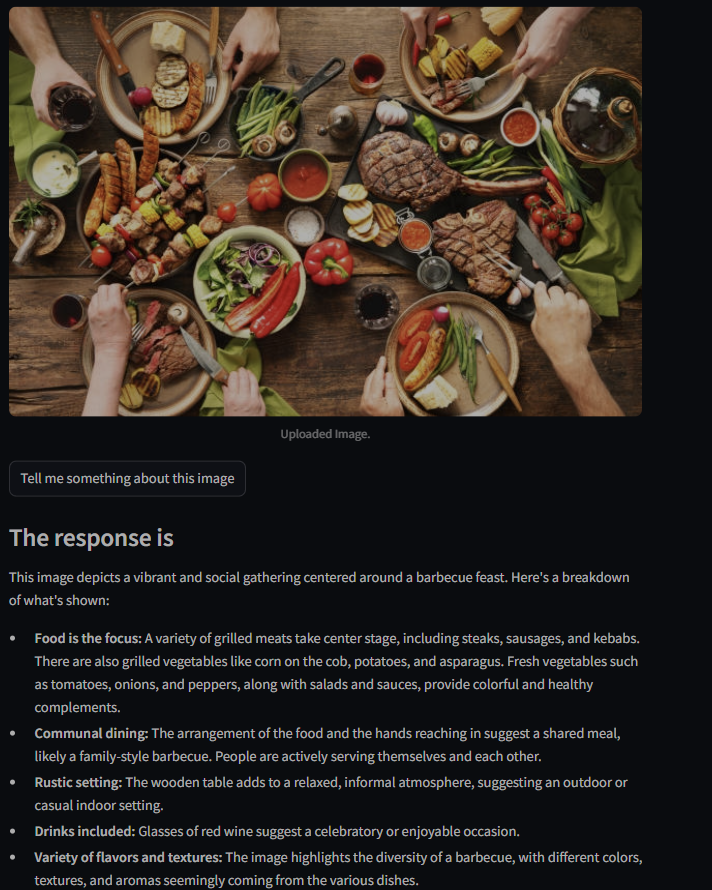 Uploaded Image.
Tell me something about this image
The response is
This image depicts a vibrant and social gathering centered around a barbecue feast. Here's a breakdown
of what's shown:
• Food is the focus: A variety of grilled meats take center stage, including steaks, sausages, and kebabs.
There are also grilled vegetables like corn on the cob, potatoes, and asparagus. Fresh vegetables such
as tomatoes, onions, and peppers, along with salads and sauces, provide colorful and healthy
complements.
• Communal dining: The arrangement of the food and the hands reaching in suggest a shared meal,
likely a family-style barbecue. People are actively serving themselves and each other.
• Rustic setting: The wooden table adds to a relaxed, informal atmosphere, suggesting an outdoor or
casual indoor setting.
• Drinks included: Glasses of red wine suggest a celebratory or enjoyable occasion.
• Variety of flavors and textures: The image highlights the diversity of a barbecue, with different colors,
textures, and aromas seemingly coming from the various dishes.